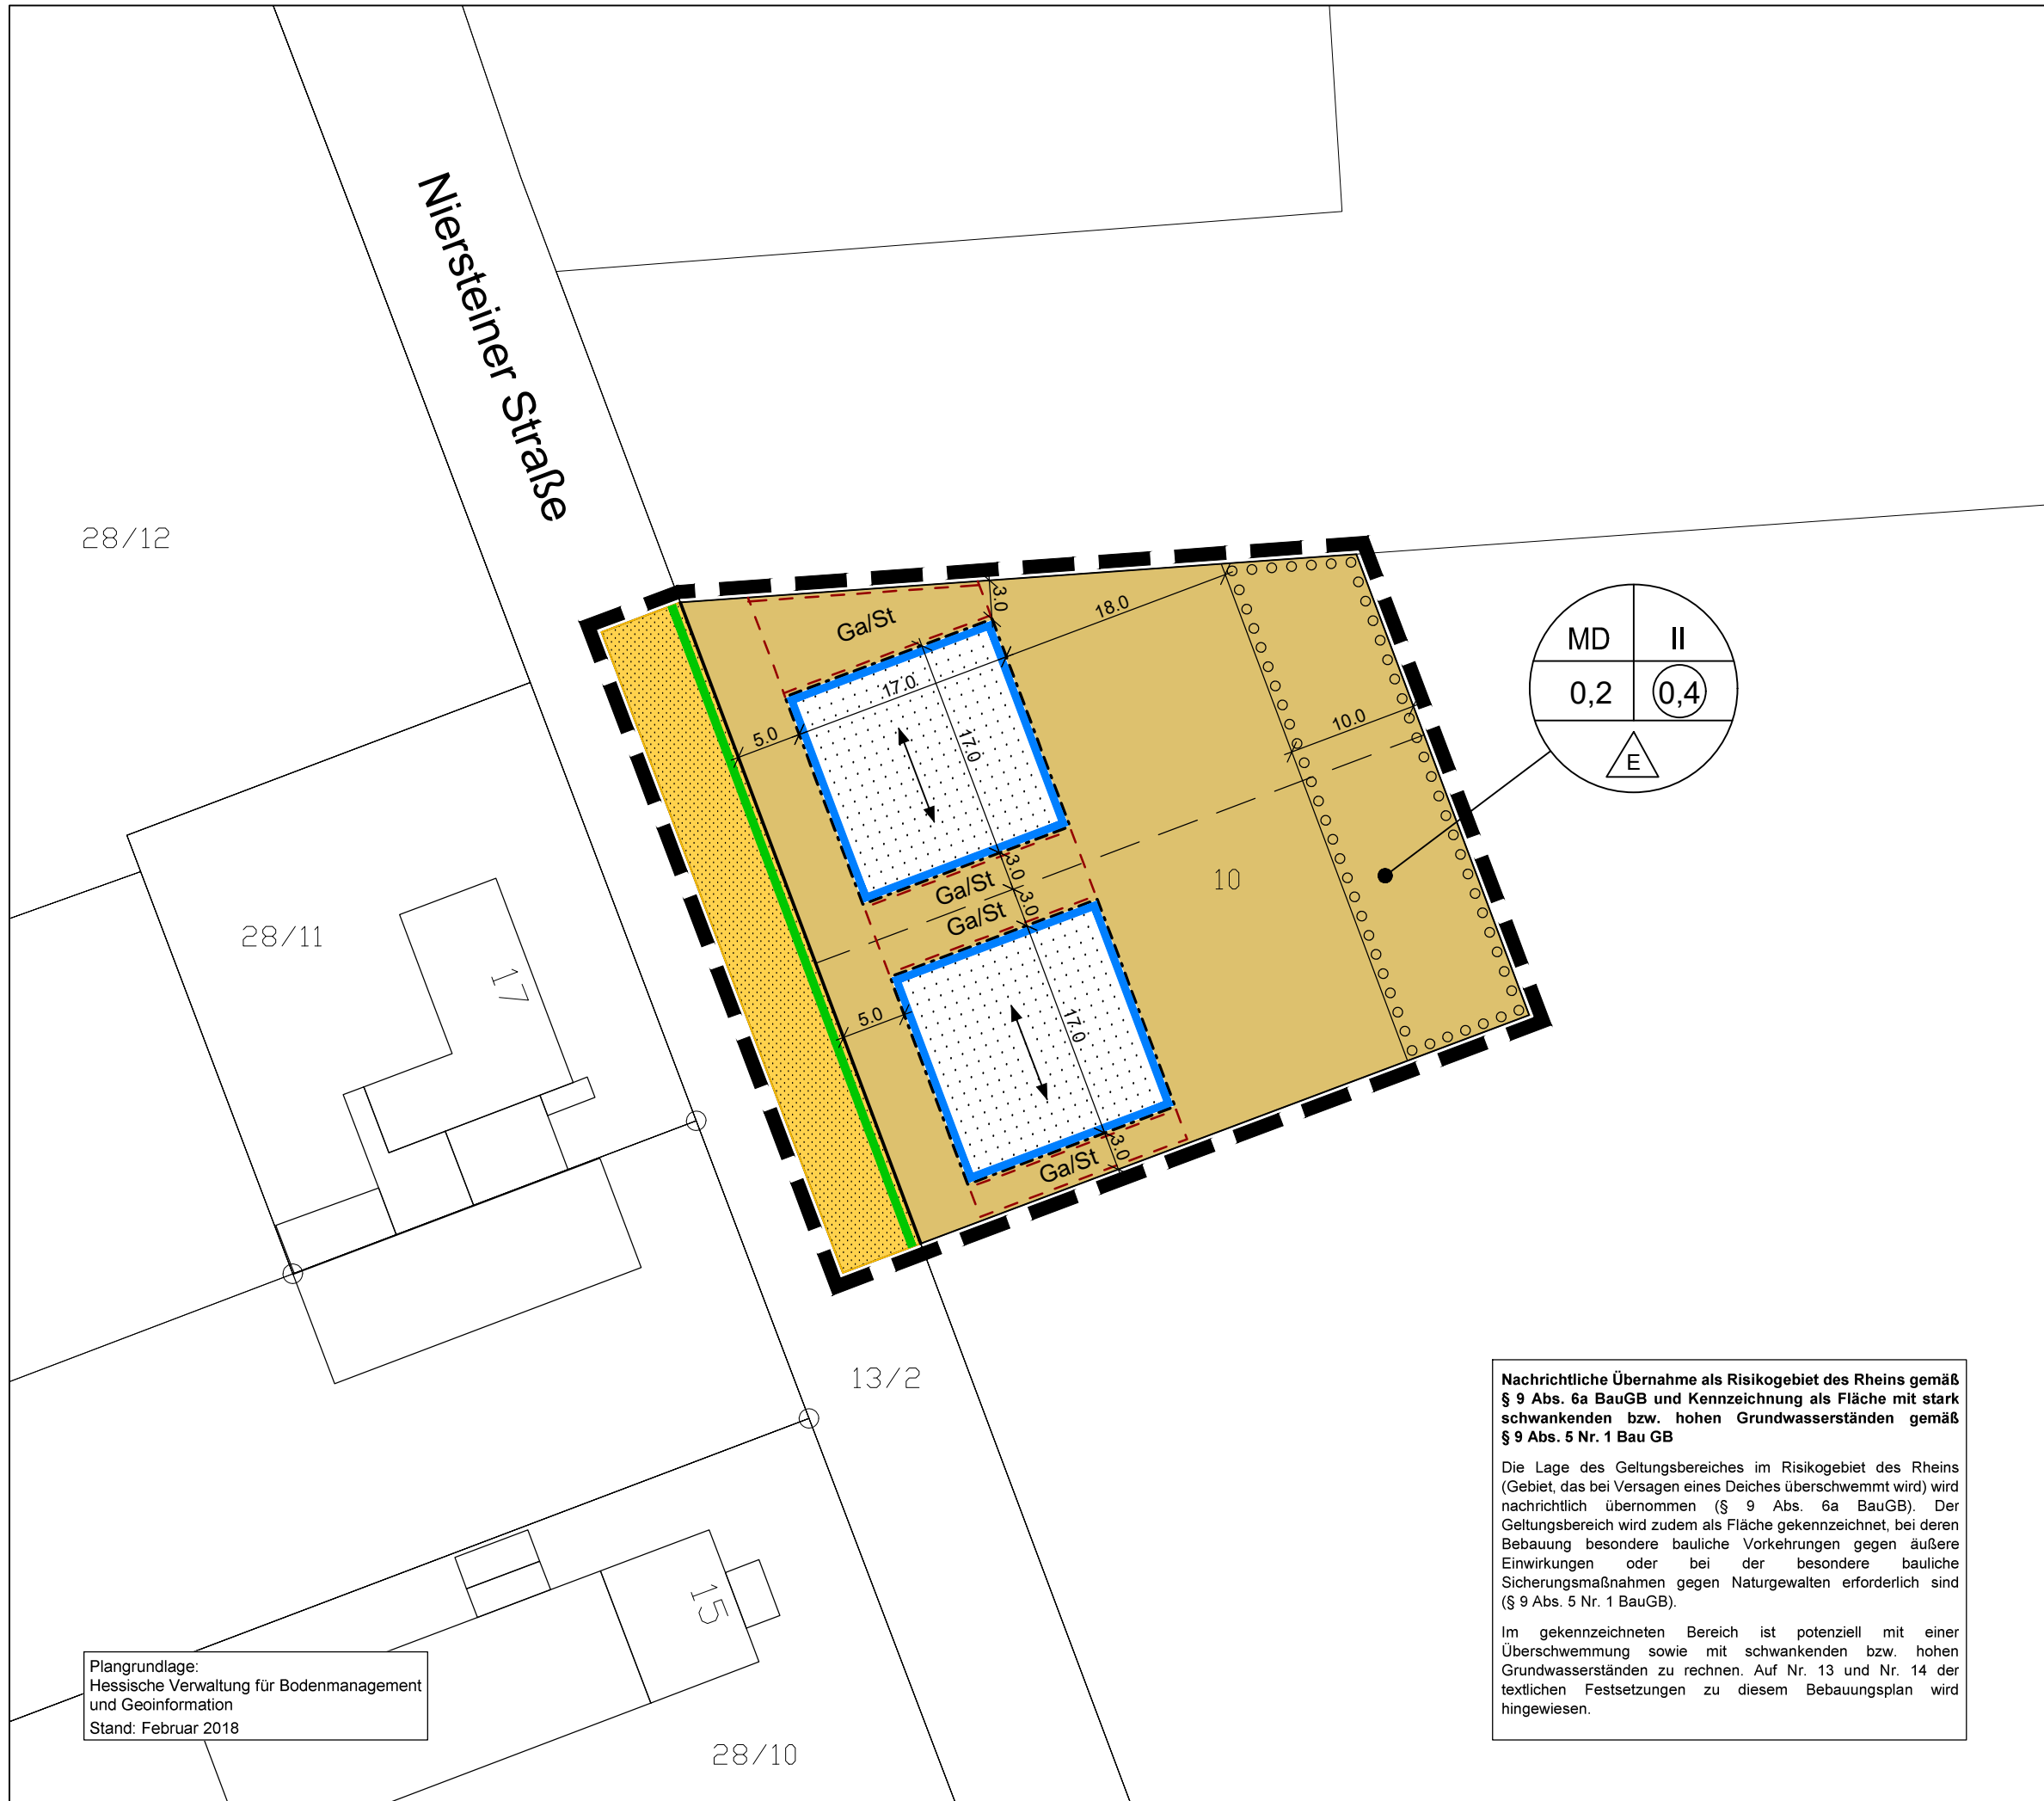 Niersteiner Straße
28/12
Ga/St
3.0
18.0
MD
II
17.0
0,2
0,4
5.0
17.0
10.0
E
3.0
Ga/St
10
3.0
Ga/St
28/11
17
5.0
17.0
3.0
Ga/St
13/2
Nachrichtliche Übernahme als Risikogebiet des Rheins gemäß
§ 9 Abs. 6a BauGB und Kennzeichnung als Fläche mit stark
schwankenden bzw. hohen Grundwasserständen gemäß
§ 9 Abs. 5 Nr. 1 Bau GB
Die Lage des Geltungsbereiches im Risikogebiet des Rheins
(Gebiet, das bei Versagen eines Deiches überschwemmt wird) wird
nachrichtlich übernommen (§ 9 Abs. 6a BauGB). Der
Geltungsbereich wird zudem als Fläche gekennzeichnet, bei deren
Bebauung besondere bauliche Vorkehrungen gegen äußere
Einwirkungen oder bei der besondere bauliche
Sicherungsmaßnahmen gegen Naturgewalten erforderlich sind
(§ 9 Abs. 5 Nr. 1 BauGB).
Im gekennzeichneten Bereich ist potenziell mit einer
Überschwemmung sowie mit schwankenden bzw. hohen
Grundwasserständen zu rechnen. Auf Nr. 13 und Nr. 14 der
textlichen Festsetzungen zu diesem Bebauungsplan wird
hingewiesen.
15
Plangrundlage:
Hessische Verwaltung für Bodenmanagement
und Geoinformation
Stand: Februar 2018
28/10